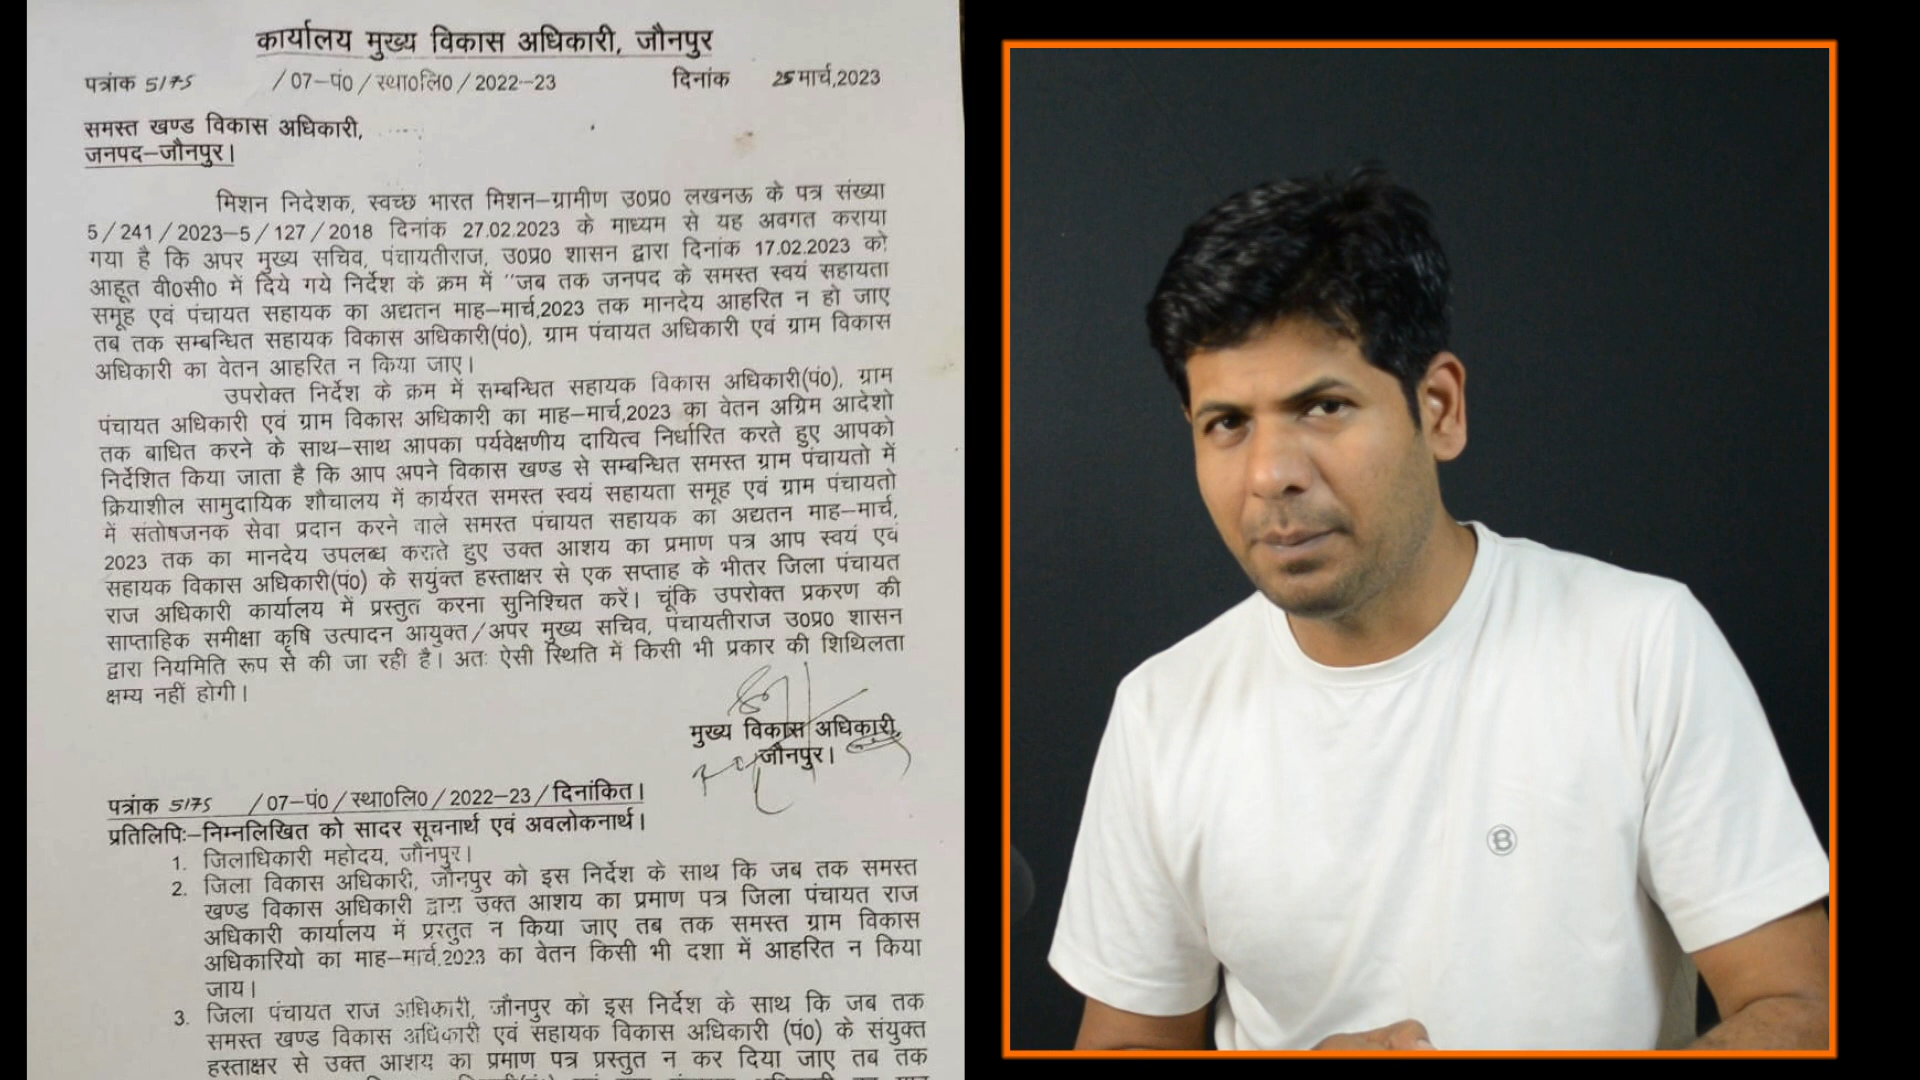 कार्यालय मुख्य विकास अधिकारी, जौनपुर
पत्रांक 5175 /07-पं0/स्था0लि0/2022-23 दिनांक 25 मार्च,2023
समस्त खण्ड विकास अधिकारी,
जनपद-जौनपुर।
मिशन निदेशक, स्वच्छ भारत मिशन-ग्रामीण उ0प्र0 लखनऊ के पत्र संख्या
5/241/2023-5/127/2018 दिनांक 27.02.2023 के माध्यम से यह अवगत कराया
गया है कि अपर मुख्य सचिव, पंचायतीराज, उ0प्र0 शासन द्वारा दिनांक 17.02.2023 को
आहूत वी0सी0 में दिये गये निर्देश के क्रम में "जब तक जनपद के समस्त स्वयं सहायता
समूह एवं पंचायत सहायक का अद्यतन माह-मार्च,2023 तक मानदेय आहरित न हो जाए
तब तक सम्बन्धित सहायक विकास अधिकारी(पं0), ग्राम पंचायत अधिकारी एवं ग्राम विकास
अधिकारी का वेतन आहरित न किया जाए।
उपरोक्त निर्देश के क्रम में सम्बन्धित सहायक विकास अधिकारी(पं0), ग्राम
पंचायत अधिकारी एवं ग्राम विकास अधिकारी का माह-मार्च,2023 का वेतन अग्रिम आदेशो
तक बाधित करने के साथ-साथ आपका पर्यवेक्षणीय दायित्व निर्धारित करते हुए आपको
निर्देशित किया जाता है कि आप अपने विकास खण्ड से सम्बन्धित समस्त ग्राम पंचायतो में
क्रियाशील सामुदायिक शौचालय में कार्यरत समस्त स्वयं सहायता समूह एवं ग्राम पंचायतो
में संतोषजनक सेवा प्रदान करने वाले समस्त पंचायत सहायक का अद्यतन माह-मार्च,
2023 तक का मानदेय उपलब्ध कराते हुए उक्त आशय का प्रमाण पत्र आप स्वयं एवं
सहायक विकास अधिकारी(पं0) के सयुंक्त हस्ताक्षर से एक सप्ताह के भीतर जिला पंचायत
राज अधिकारी कार्यालय में प्रस्तुत करना सुनिश्चित करें। चूंकि उपरोक्त प्रकरण की
साप्ताहिक समीक्षा कृषि उत्पादन आयुक्त/अपर मुख्य सचिव, पंचायतीराज उ0प्र0 शासन
द्वारा नियमिति रूप से की जा रही है। अतः ऐसी स्थिति में किसी भी प्रकार की शिथिलता
क्षम्य नहीं होगी।
मुख्य विकास अधिकारी,
जौनपुर।
पत्रांक 5175 /07-पं0/स्था0लि0/2022-23/दिनांकित।
प्रतिलिपिः-निम्नलिखित को सादर सूचनार्थ एवं अवलोकनार्थ।
1. जिलाधिकारी महोदय, जौनपुर।
2. जिला विकास अधिकारी, जौनपुर को इस निर्देश के साथ कि जब तक समस्त
खण्ड विकास अधिकारी द्वारा उक्त आशय का प्रमाण पत्र जिला पंचायत राज
अधिकारी कार्यालय में प्रस्तुत न किया जाए तब तक समस्त ग्राम विकास
अधिकारियो का माह-मार्च,2023 का वेतन किसी भी दशा में आहरित न किया
जाय।
3. जिला पंचायत राज अधिकारी, जौनपुर को इस निर्देश के साथ कि जब तक
समस्त खण्ड विकास अधिकारी एवं सहायक विकास अधिकारी (पं0) के संयुक्त
हस्ताक्षर से उक्त आशय का प्रमाण पत्र प्रस्तुत न कर दिया जाए तब तक
B